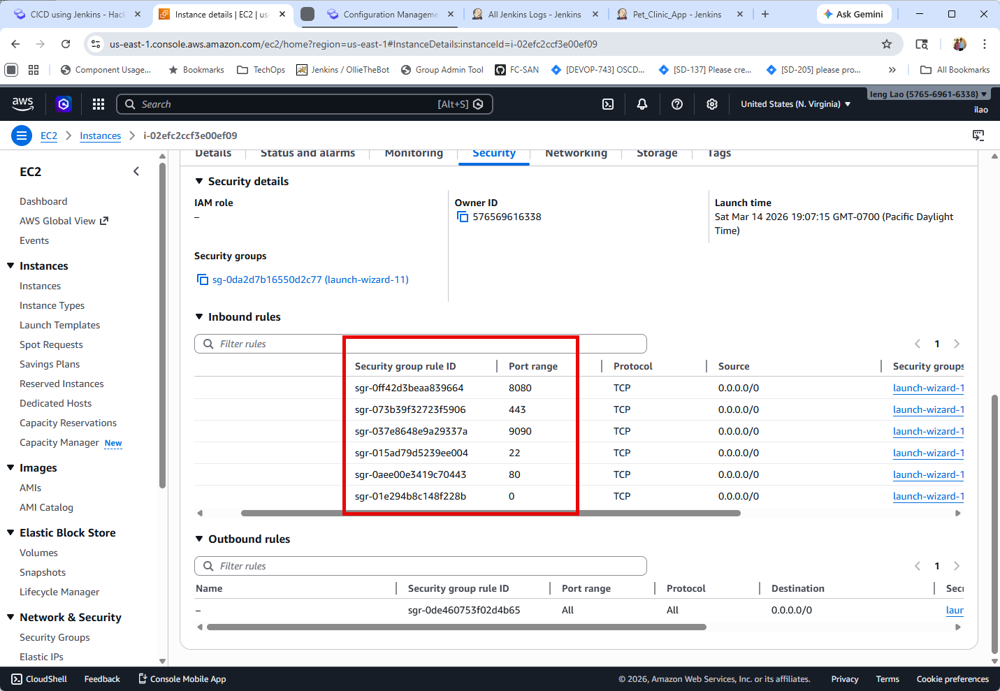 CICD using Jenkins - Hack
Instance details | EC2 | us-
Configuration Manageme
All Jenkins Logs - Jenkins
Pet_Clinic_App - Jenkins
Ask Gemini
us-east-1.console.aws.amazon.com/ec2/home?region=us-east-1#InstanceDetails:instanceId=i-02efc2ccf3e00ef09
Component Usage...
Bookmarks
TechOps
Jenkins / OllieTheBot
Group Admin Tool
FC-SAN
[DEVOP-743] OSCD...
[SD-137] Please cre...
[SD-205] please pro...
All Bookmarks
aws
Search
[Alt+S]
United States (N. Virginia)
Ieng Lao (5765-6961-6338)
ilao
EC2
Instances
i-02efc2ccf3e00ef09
EC2
Dashboard
AWS Global View
Events
Instances
Instances
Instance Types
Launch Templates
Spot Requests
Savings Plans
Reserved Instances
Dedicated Hosts
Capacity Reservations
Capacity Manager New
Images
AMIs
AMI Catalog
Elastic Block Store
Volumes
Snapshots
Lifecycle Manager
Network & Security
Security Groups
Elastic IPs
Details
Status and alarms
Monitoring
Security
Networking
Storage
Tags
Security details
IAM role
–
Owner ID
576569616338
Launch time
Sat Mar 14 2026 19:07:15 GMT-0700 (Pacific Daylight
Time)
Security groups
sg-0da2d7b16550d2c77 (launch-wizard-11)
Inbound rules
Filter rules
1
Security group rule ID Port range Protocol Source Security groups
sgr-0ff42d3beaa839664 8080 TCP 0.0.0.0/0 launch-wizard-1
sgr-073b39f32723f5906 443 TCP 0.0.0.0/0 launch-wizard-1
sgr-037e8648e9a29337a 9090 TCP 0.0.0.0/0 launch-wizard-1
sgr-015ad79d5239ee004 22 TCP 0.0.0.0/0 launch-wizard-1
sgr-0aee00e3419c70443 80 TCP 0.0.0.0/0 launch-wizard-1
sgr-01e294b8c148f228b 0 TCP 0.0.0.0/0 launch-wizard-1
Outbound rules
Filter rules
1
Name Security group rule ID Port range Protocol Destination Secu
– sgr-0de460753f02d4b65 All All 0.0.0.0/0 laun
CloudShell
Feedback
Console Mobile App
© 2026, Amazon Web Services, Inc. or its affiliates.
Privacy
Terms
Cookie preferences